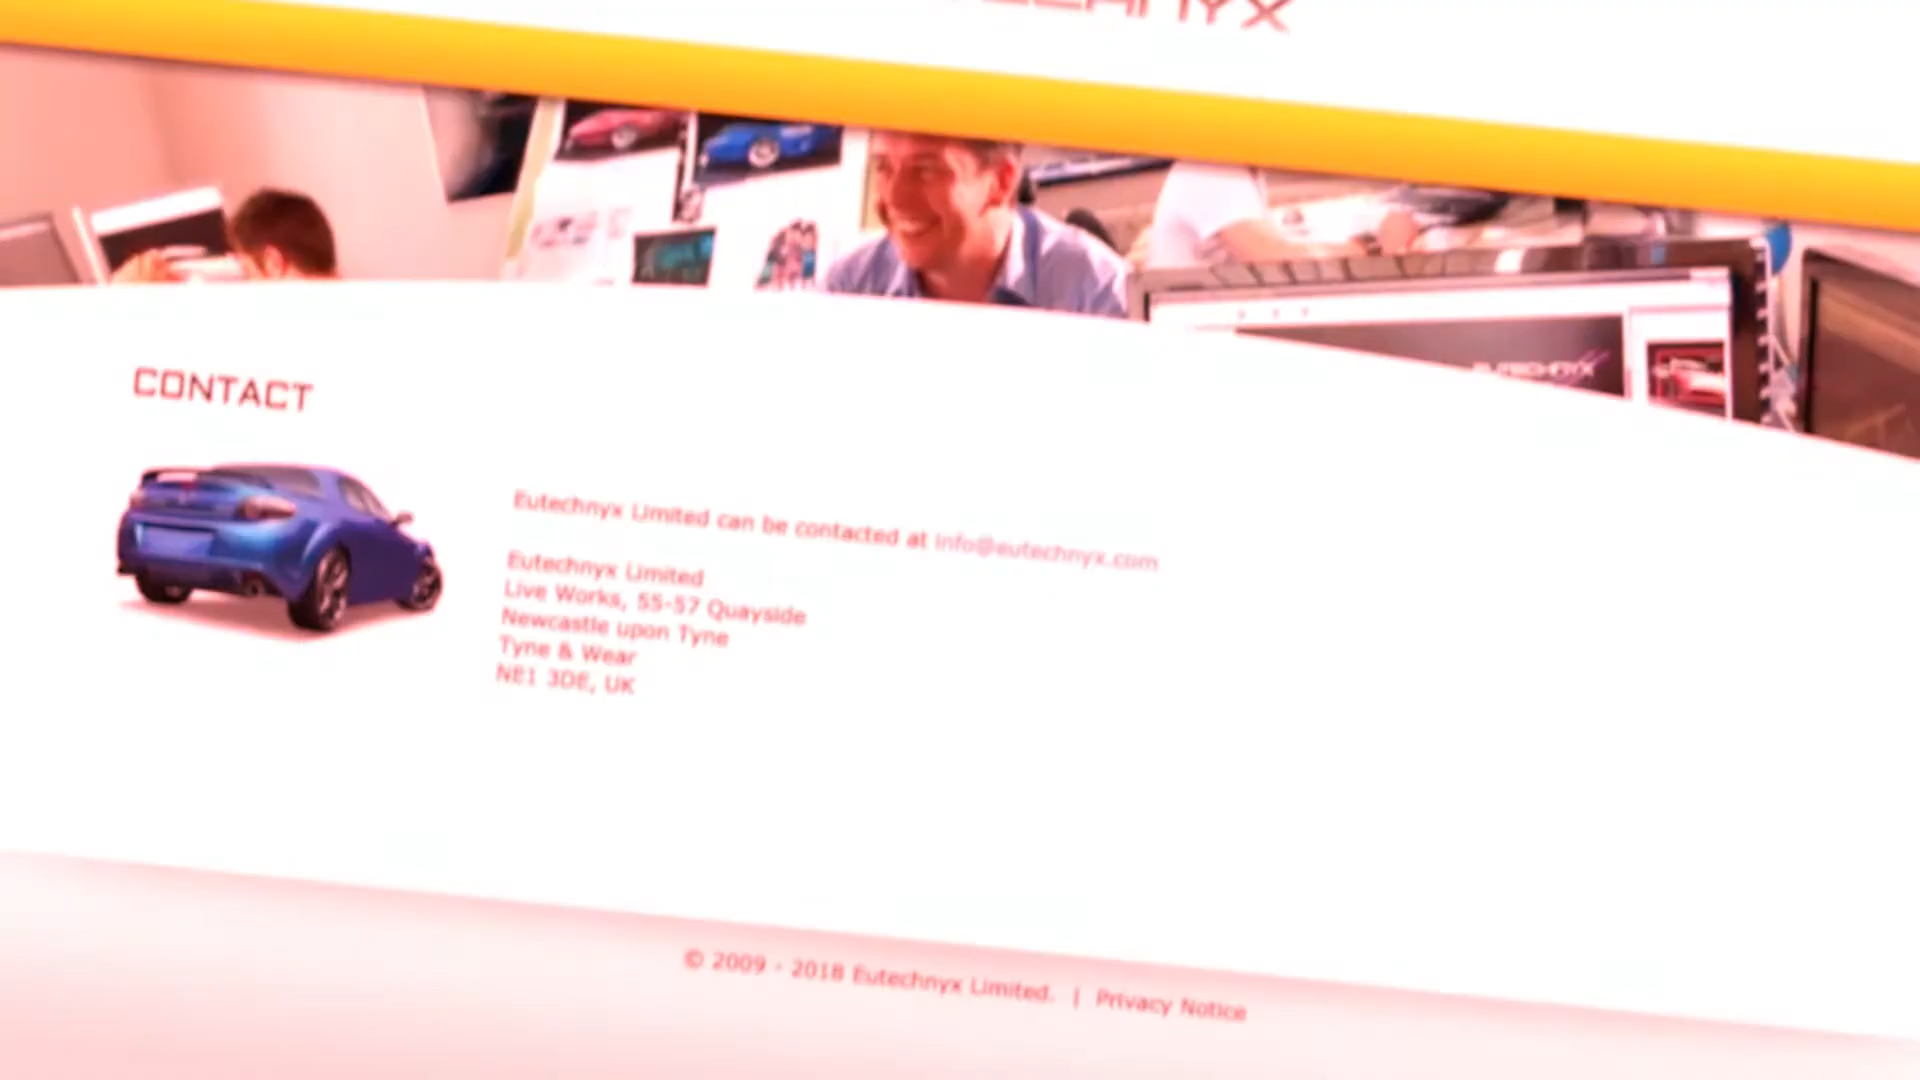 CONTACT
Eutechnyx Limited can be contacted at info@eutechnyx.com
Eutechnyx Limited
Live Works, 55-57 Quayside
Newcastle upon Tyne
Tyne & Wear
NE1 3DE, UK
© 2009 - 2018 Eutechnyx Limited. | Privacy Notice